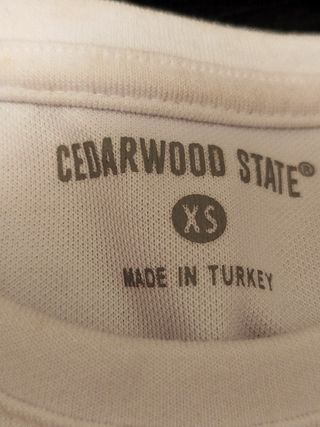 CEDARWOOD STATE®
XS
MADE IN TURKEY